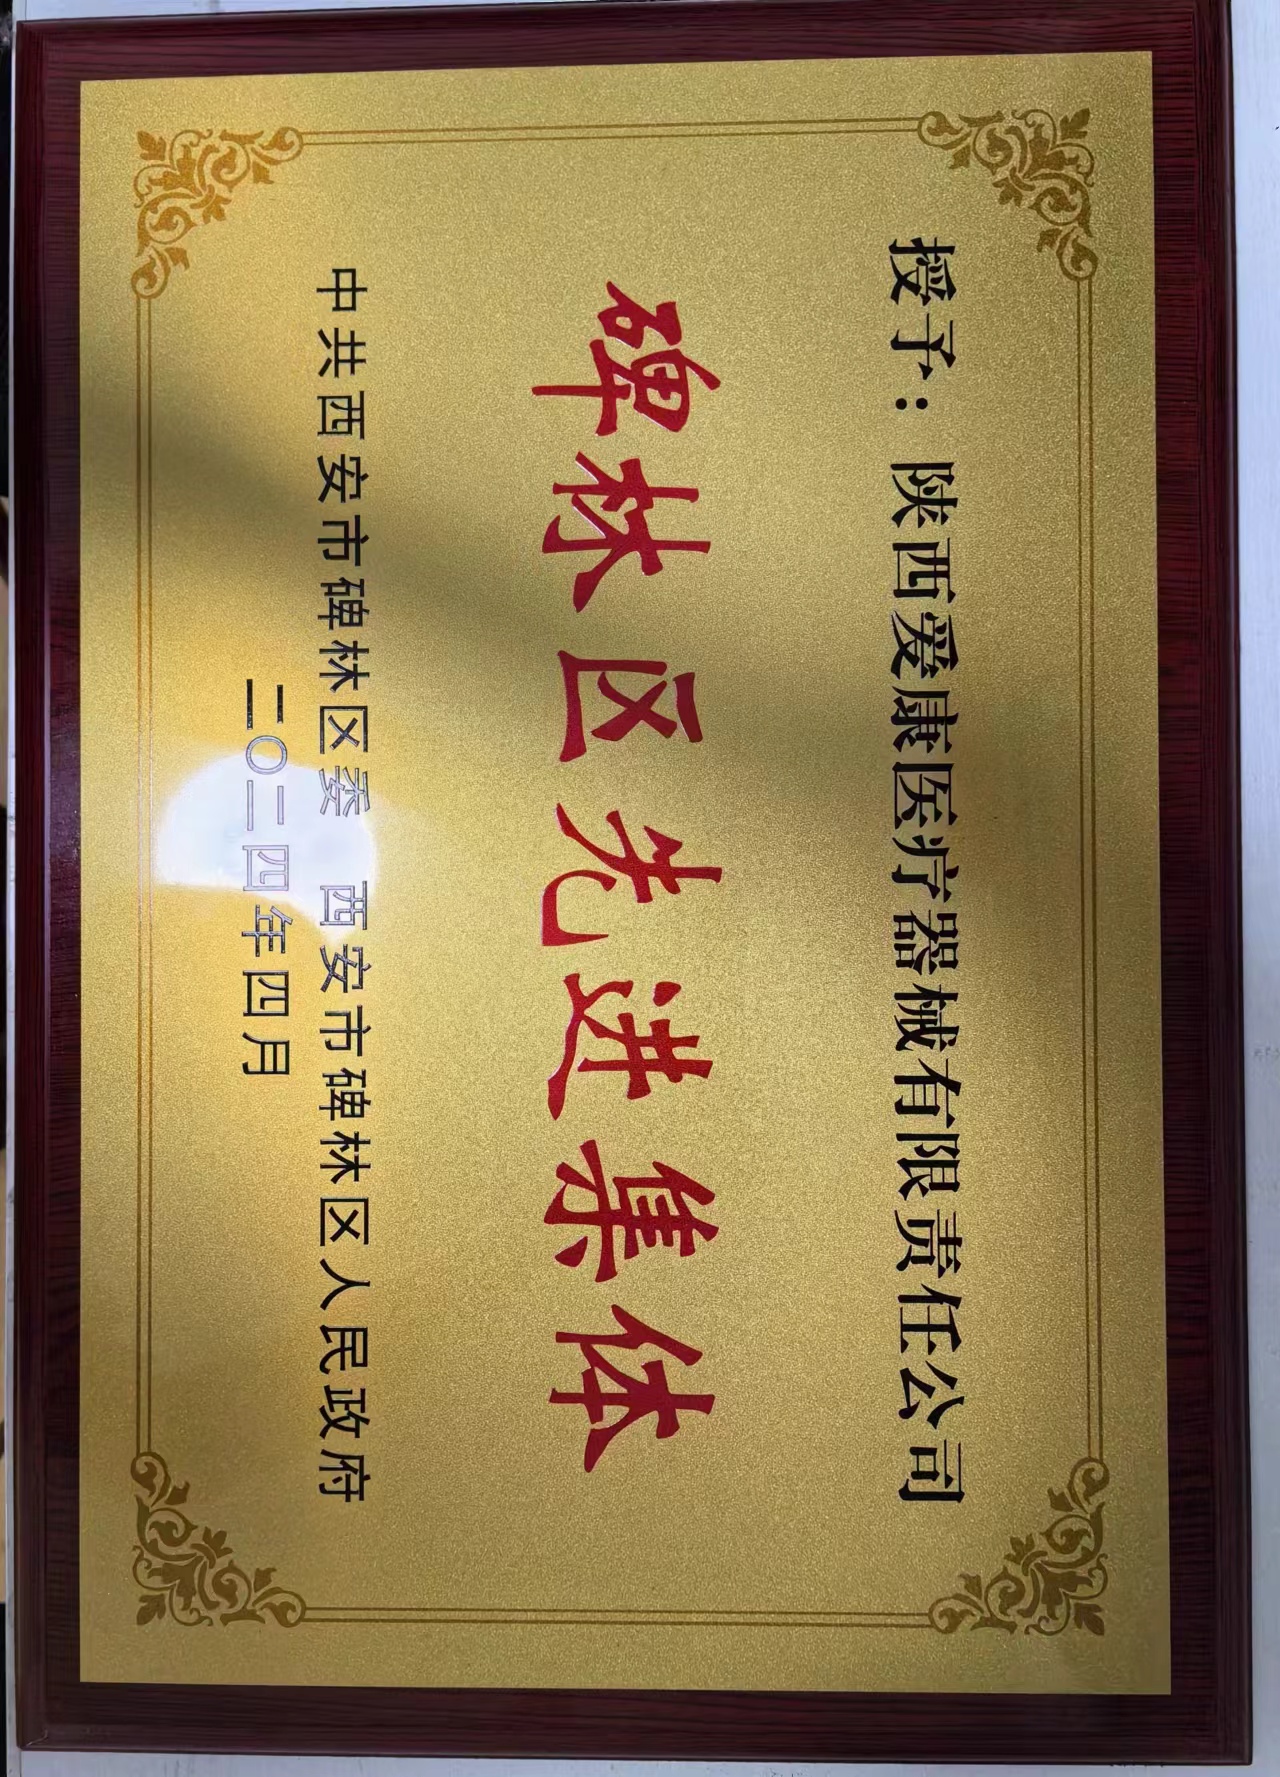 授予：陕西爱康医疗器械有限责任公司
碑林区先进集体
中共西安市碑林区委 西安市碑林区人民政府
二〇二四年四月